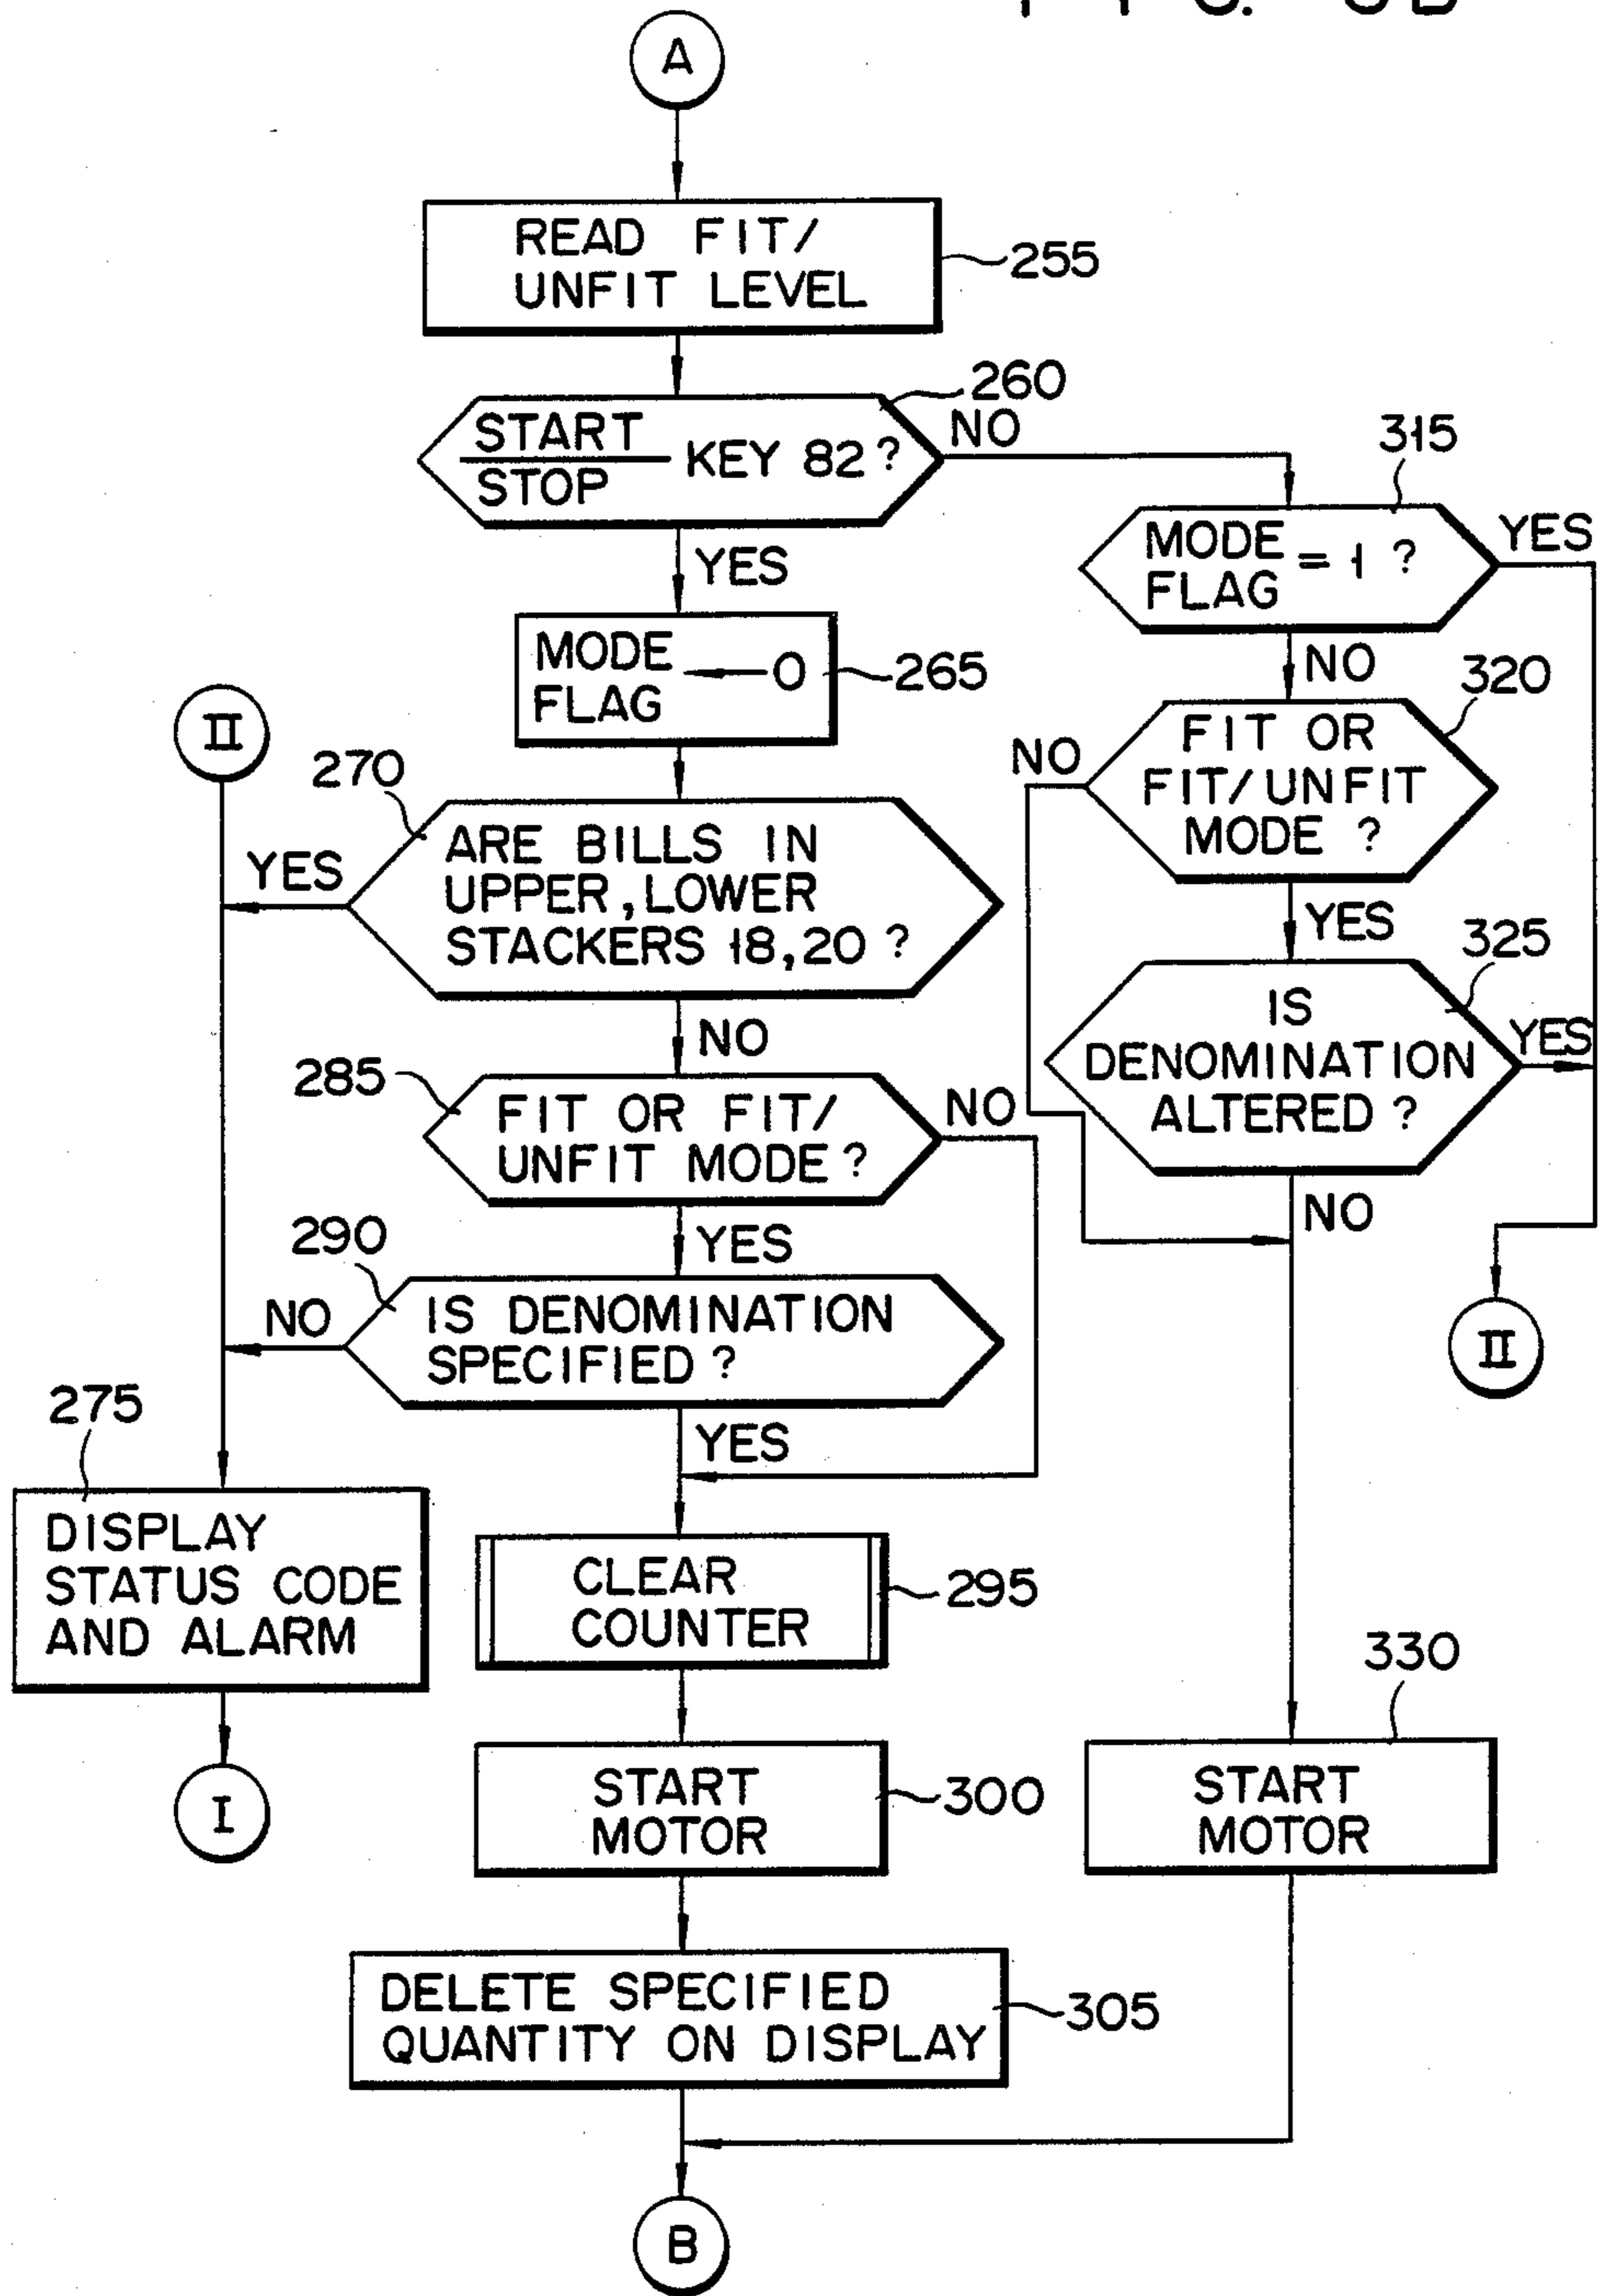 A
READ FIT/
UNFIT LEVEL
255
START
STOP
KEY 82 ?
260
NO
YES
315
MODE
FLAG = 1 ?
YES
NO
MODE
FLAG ← 0
265
320
FIT OR
FIT/UNFIT
MODE ?
NO
YES
II
270
ARE BILLS IN
UPPER, LOWER
STACKERS 18, 20 ?
YES
NO
325
IS
DENOMINATION
ALTERED ?
YES
NO
285
FIT OR FIT/
UNFIT MODE ?
NO
YES
290
IS DENOMINATION
SPECIFIED ?
NO
YES
II
275
DISPLAY
STATUS CODE
AND ALARM
I
CLEAR
COUNTER
295
START
MOTOR
300
330
START
MOTOR
DELETE SPECIFIED
QUANTITY ON DISPLAY
305
B